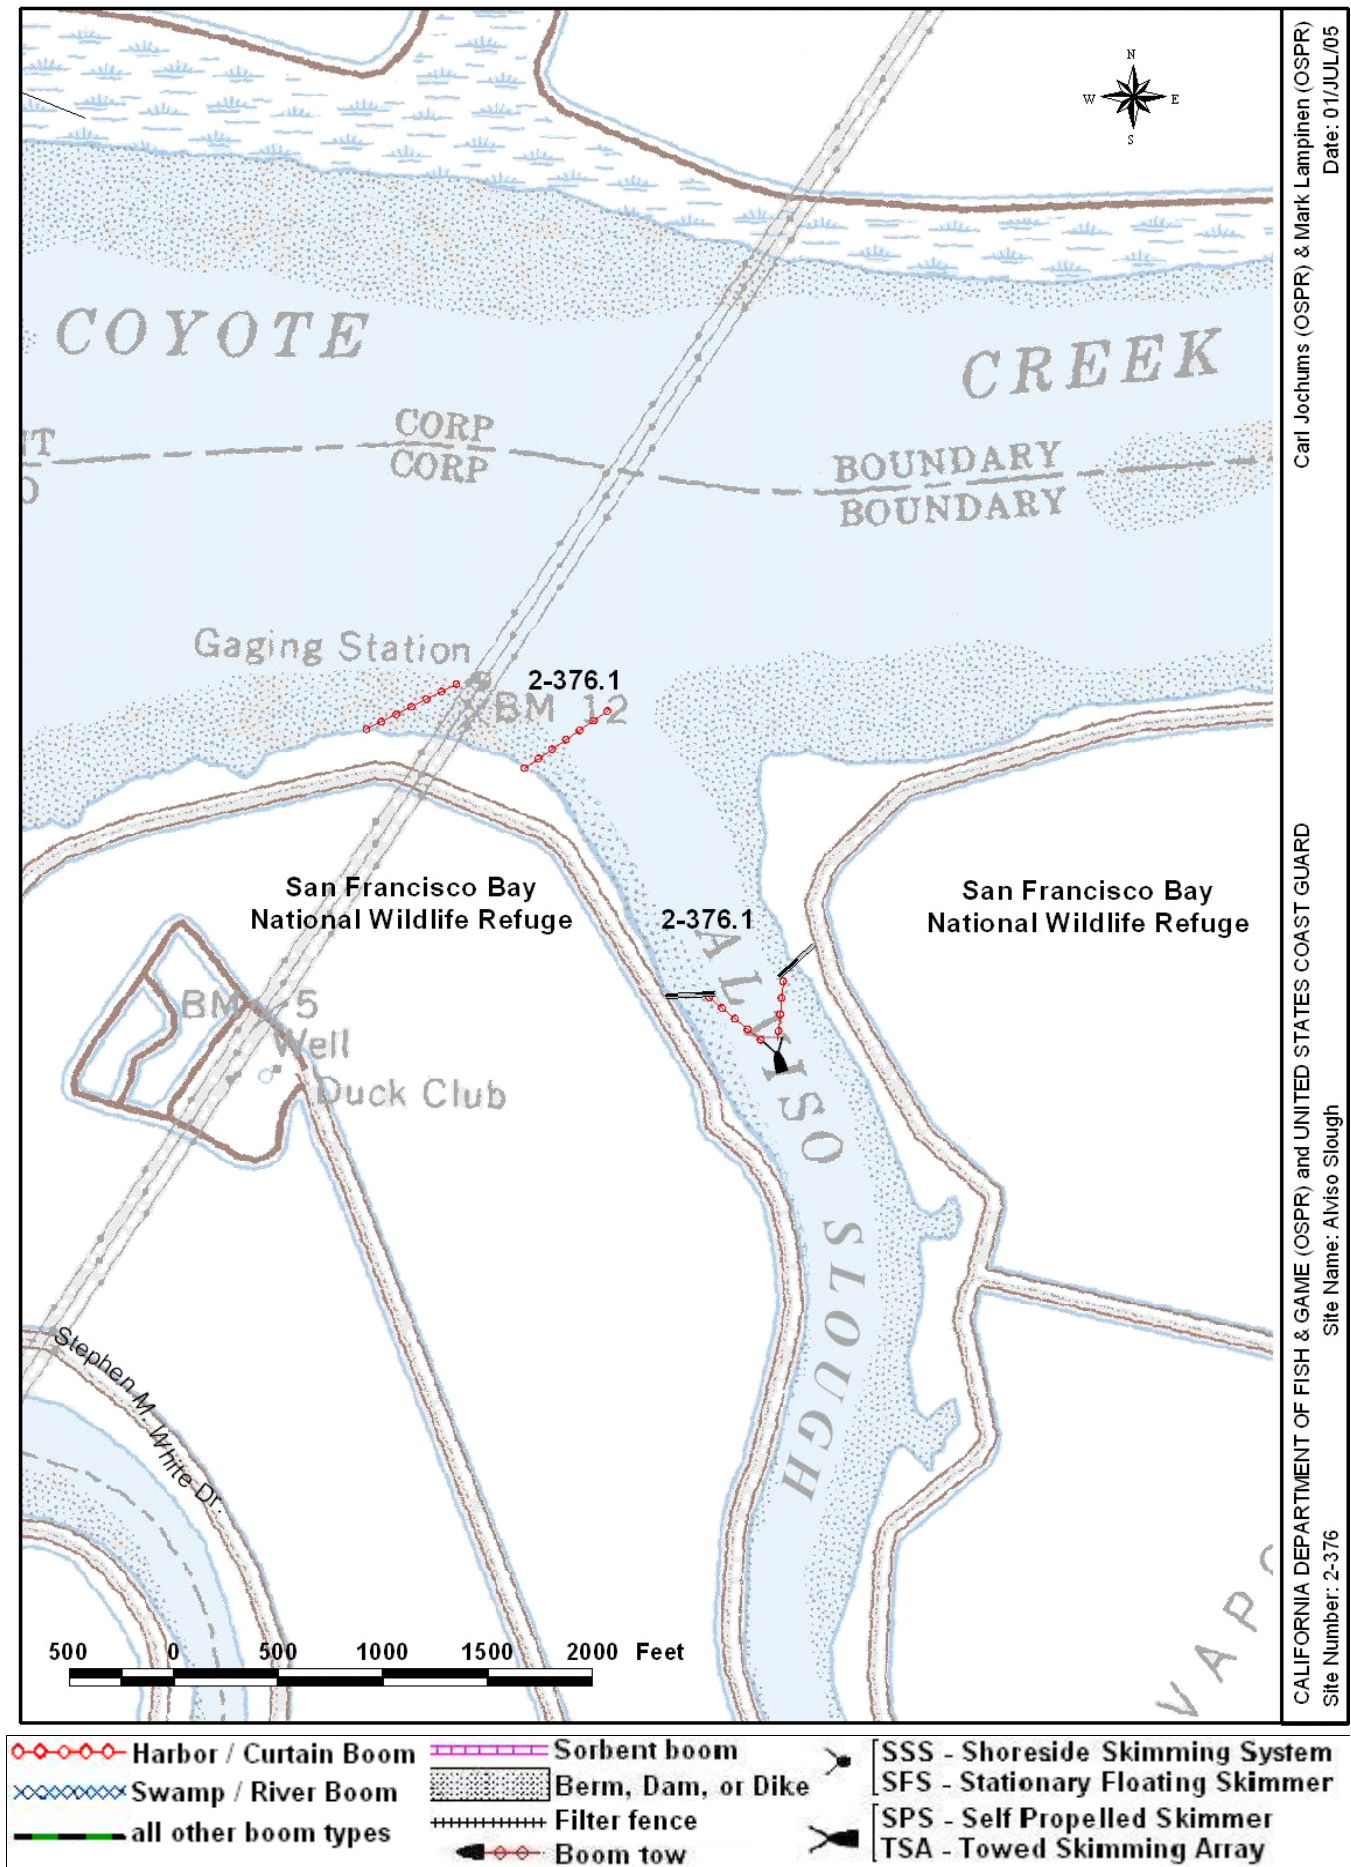 N
W E
S
COYOTE
CREEK
CORP
CORP
BOUNDARY
BOUNDARY
Gaging Station
2-376.1
BM 12
San Francisco Bay
National Wildlife Refuge
2-376.1
San Francisco Bay
National Wildlife Refuge
BM 5
Well
Duck Club
ALVISO SLOUGH
Stephen M. White Dr.
500 0 500 1000 1500 2000 Feet
CALIFORNIA DEPARTMENT OF FISH & GAME (OSPR) and UNITED STATES COAST GUARD
Carl Jochums (OSPR) & Mark Lampinen (OSPR)
Site Number: 2-376
Site Name: Alviso Slough
Date: 01/JUL/05
Harbor / Curtain Boom
Swamp / River Boom
all other boom types
Sorbent boom
Berm, Dam, or Dike
Filter fence
Boom tow
SSS - Shoreside Skimming System
SFS - Stationary Floating Skimmer
SPS - Self Propelled Skimmer
TSA - Towed Skimming Array